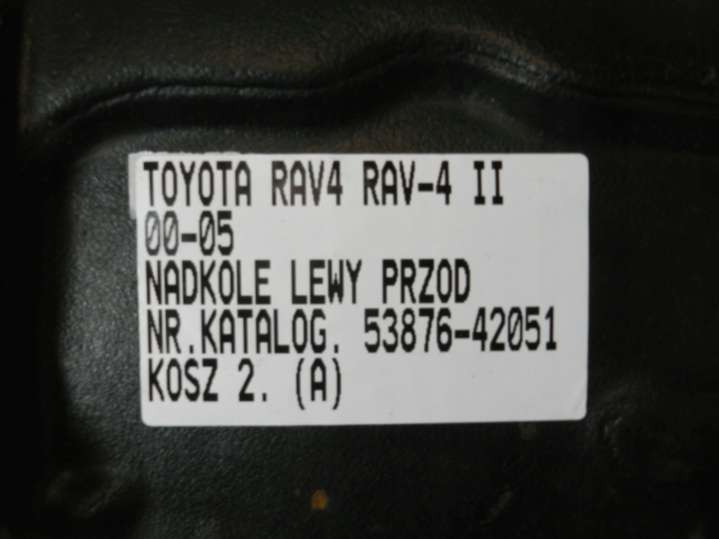 TOYOTA RAV4 RAV-4 II
00-05
NADKOLE LEWY PRZOD
NR.KATALOG. 53876-42051
KOSZ 2. (A)